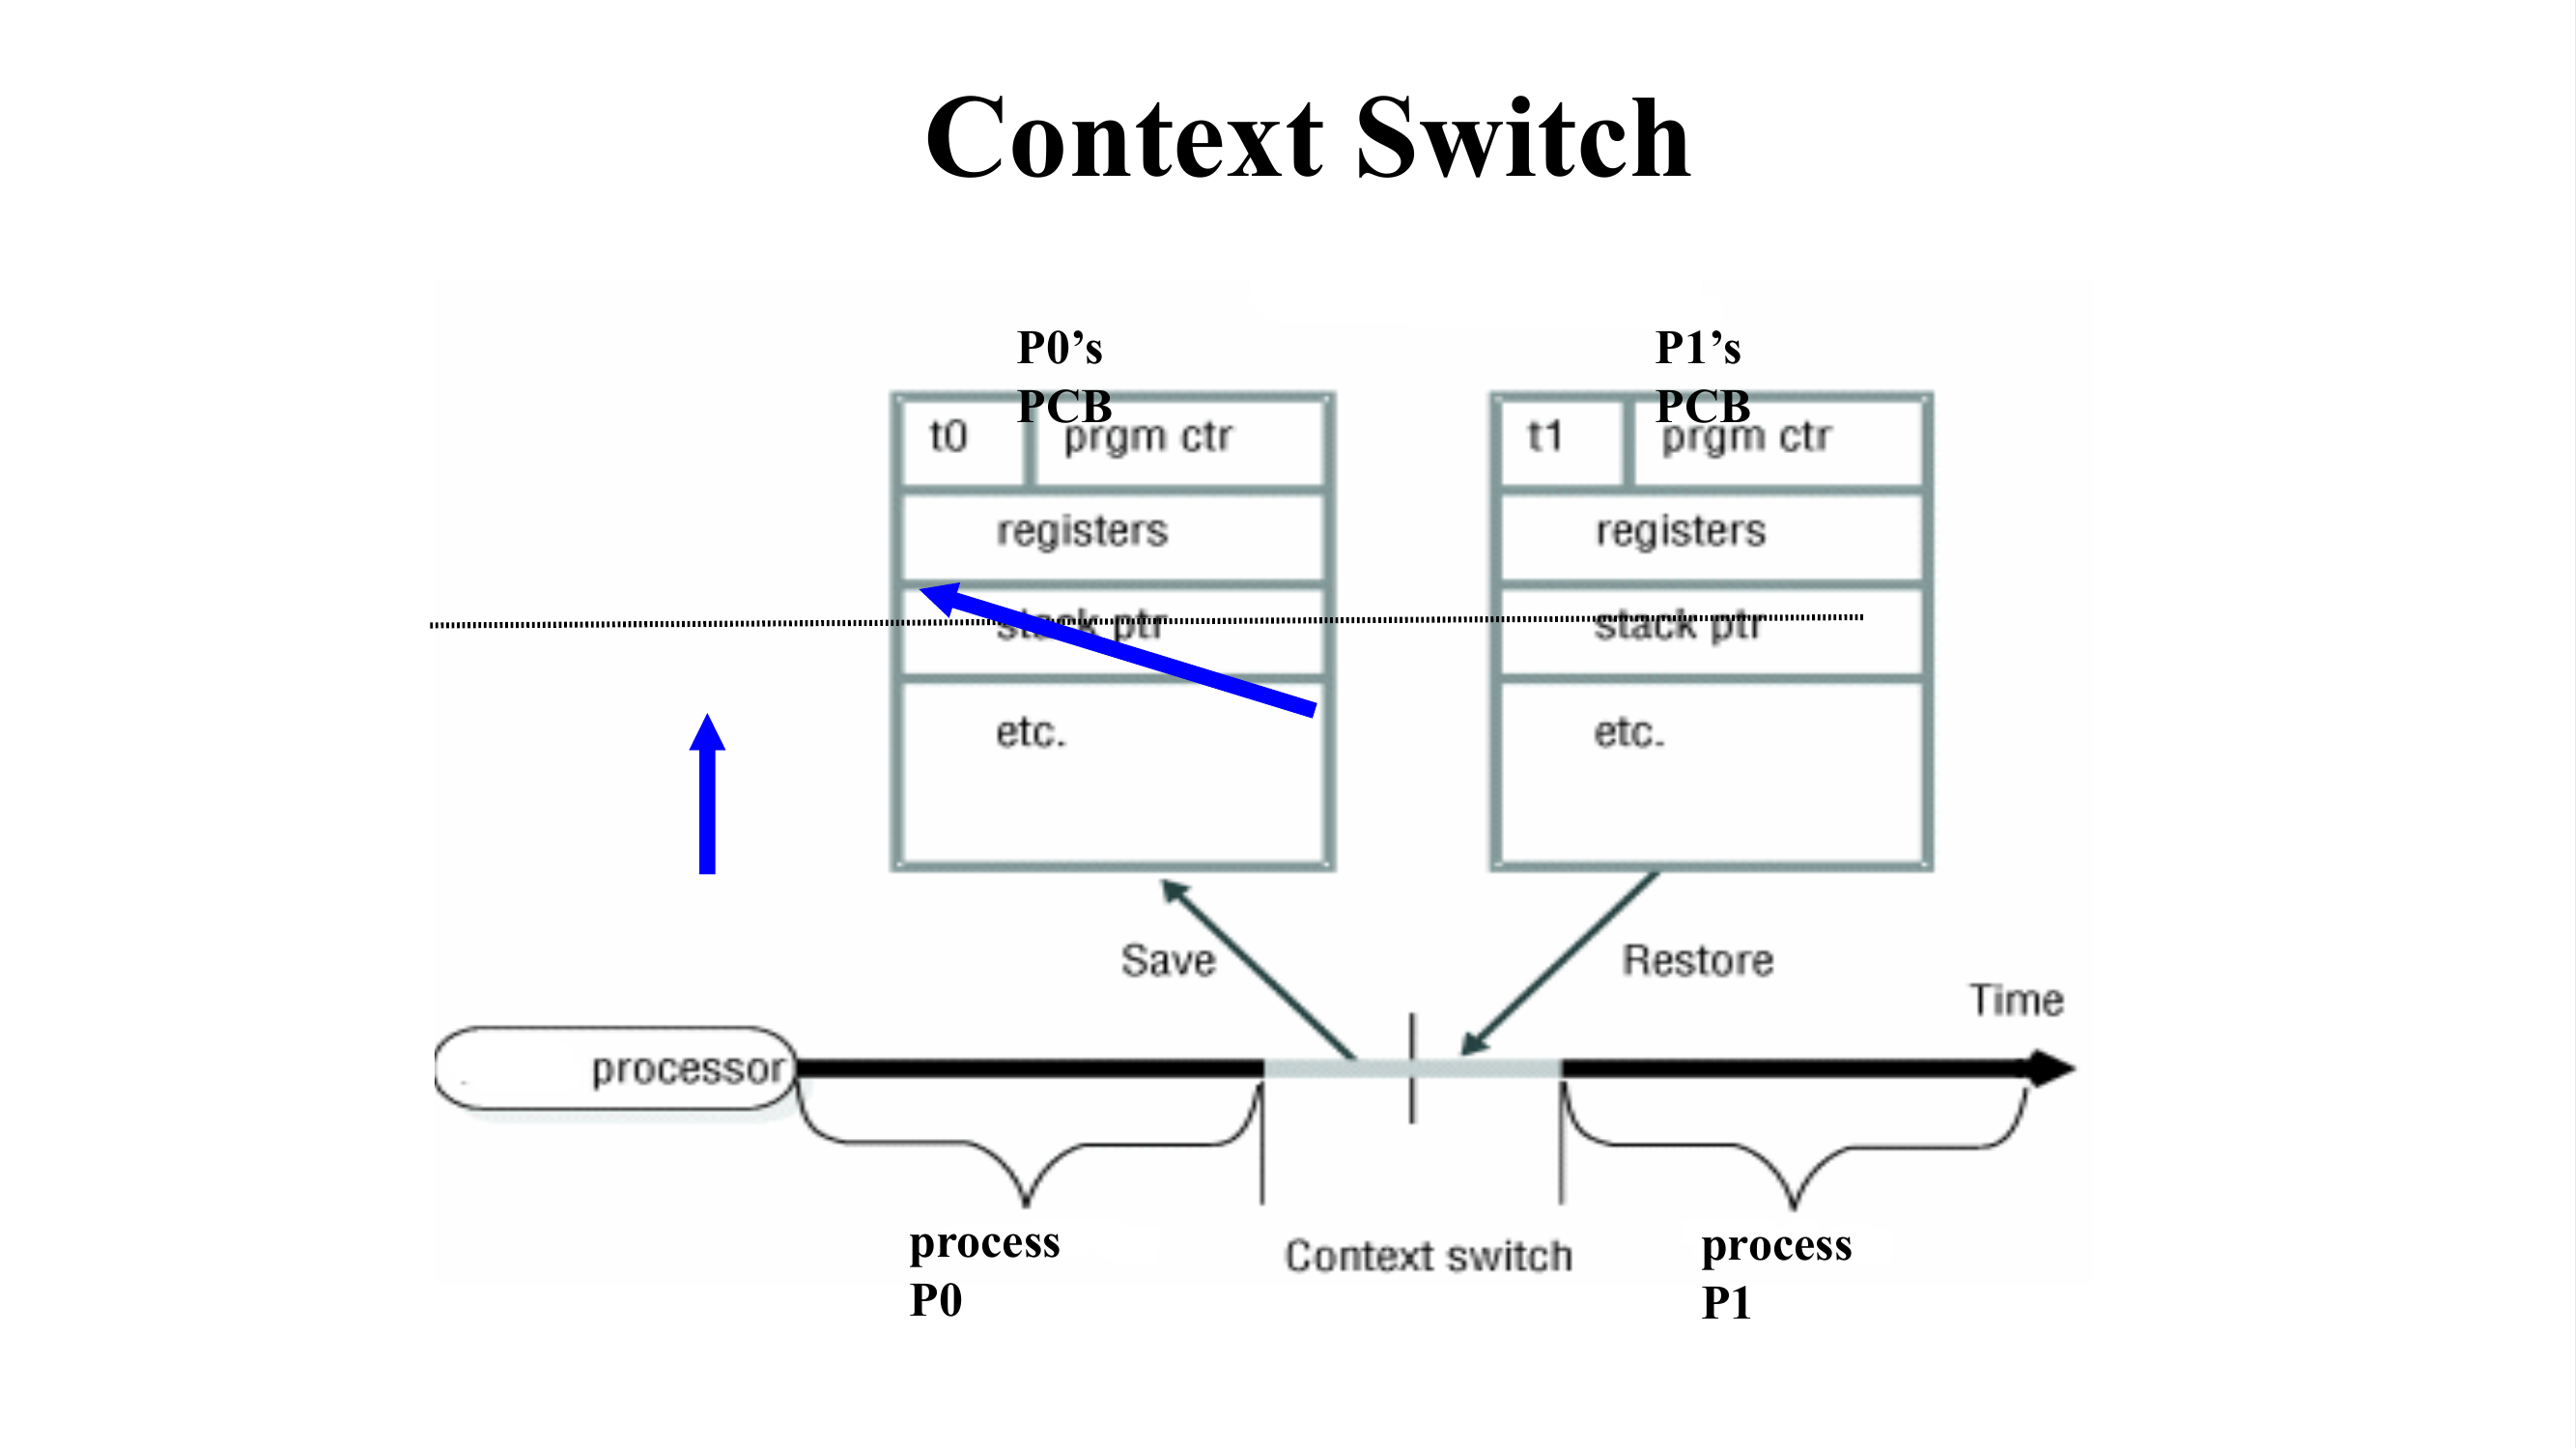 Context Switch
P0’s
PCB
P1’s
PCB
t0
prgm ctr
t1
prgm ctr
registers
registers
stack ptr
stack ptr
etc.
etc.
Save
Restore
Time
processor
process
P0
Context switch
process
P1